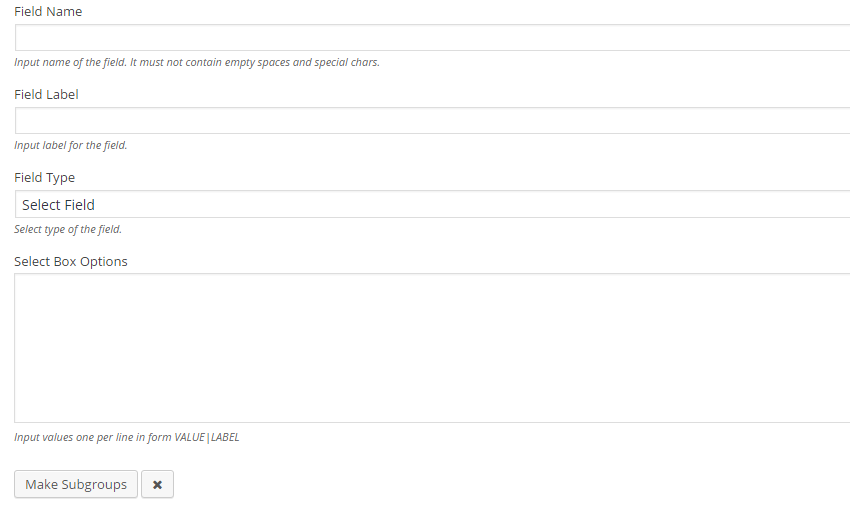 Field Name
Input name of the field. It must not contain empty spaces and special chars.
Field Label
Input label for the field.
Field Type
Select Field
Select type of the field.
Select Box Options
Input values one per line in form VALUE|LABEL
Make Subgroups ✖